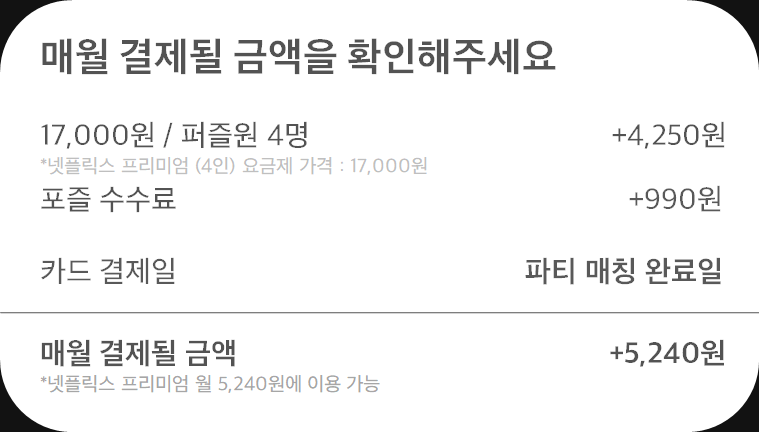 매월 결제될 금액을 확인해주세요
17,000원 / 퍼즐원 4명 +4,250원
*넷플릭스 프리미엄 (4인) 요금제 가격 : 17,000원
포즐 수수료 +990원
카드 결제일 파티 매칭 완료일
매월 결제될 금액 +5,240원
*넷플릭스 프리미엄 월 5,240원에 이용 가능